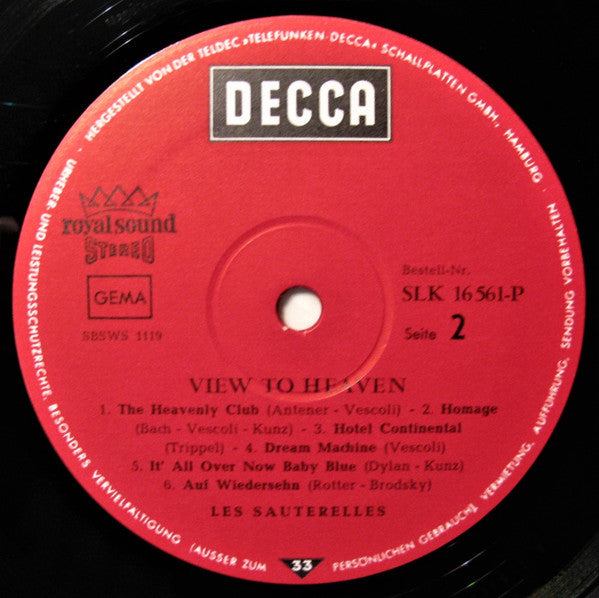 HERGESTELLT VON DER TELDEC »TELEFUNKEN-DECCA« SCHALLPLATTEN GMBH., HAMBURG
URHEBER- UND LEISTUNGSSCHUTZRECHTE, BESONDERS VERVIELFÄLTIGUNG (AUSSER ZUM PERSÖNLICHEN GEBRAUCH), VERMIETUNG, AUFFÜHRUNG, SENDUNG VORBEHALTEN
DECCA
royal sound
STEREO
GEMA
SBSWS 1119
Bestell-Nr.
SLK 16561-P
Seite 2
VIEW TO HEAVEN
1. The Heavenly Club (Antener - Vescoli) - 2. Homage
(Bach - Vescoli - Kunz) - 3. Hotel Continental
(Trippel) - 4. Dream Machine (Vescoli)
5. It' All Over Now Baby Blue (Dylan - Kunz)
6. Auf Wiedersehn (Rotter - Brodsky)
LES SAUTERELLES
33